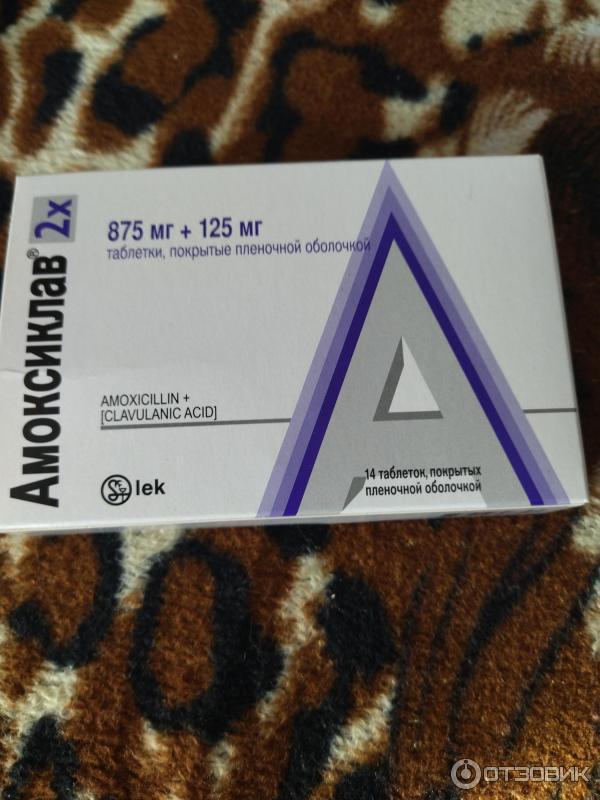 Амоксиклав® 2x
875 мг + 125 мг
таблетки, покрытые пленочной оболочкой
AMOXICILLIN +
[CLAVULANIC ACID]
lek
14 таблеток, покрытых
пленочной оболочкой
ОТЗОВИК